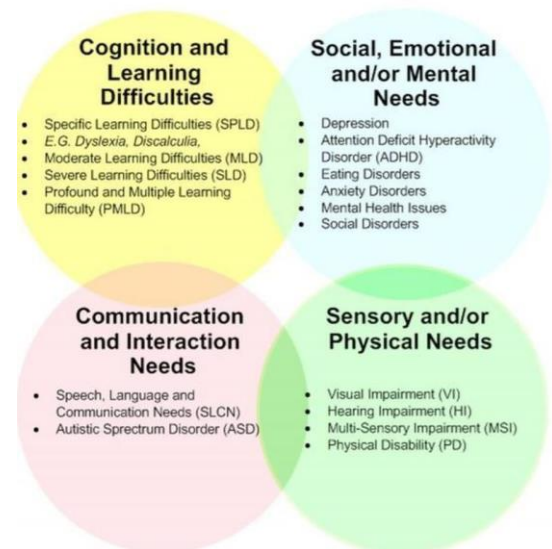 Cognition and
Learning
Difficulties
• Specific Learning Difficulties (SPLD)
• E.G. Dyslexia, Discalculia,
• Moderate Learning Difficulties (MLD)
• Severe Learning Difficulties (SLD)
• Profound and Multiple Learning
Difficulty (PMLD)
Social, Emotional
and/or Mental
Needs
• Depression
• Attention Deficit Hyperactivity
Disorder (ADHD)
• Eating Disorders
• Anxiety Disorders
• Mental Health Issues
• Social Disorders
Communication
and Interaction
Needs
• Speech, Language and
Communication Needs (SLCN)
• Autistic Sprectrum Disorder (ASD)
Sensory and/or
Physical Needs
• Visual Impairment (VI)
• Hearing Impairment (HI)
• Multi-Sensory Impairment (MSI)
• Physical Disability (PD)